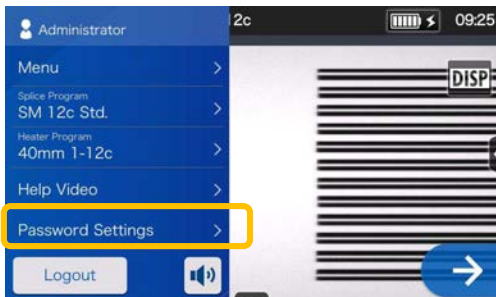 Administrator
2c
09:25
Menu
DISP
Splice Program
SM 12c Std.
Heater Program
40mm 1-12c
Help Video
Password Settings
Logout